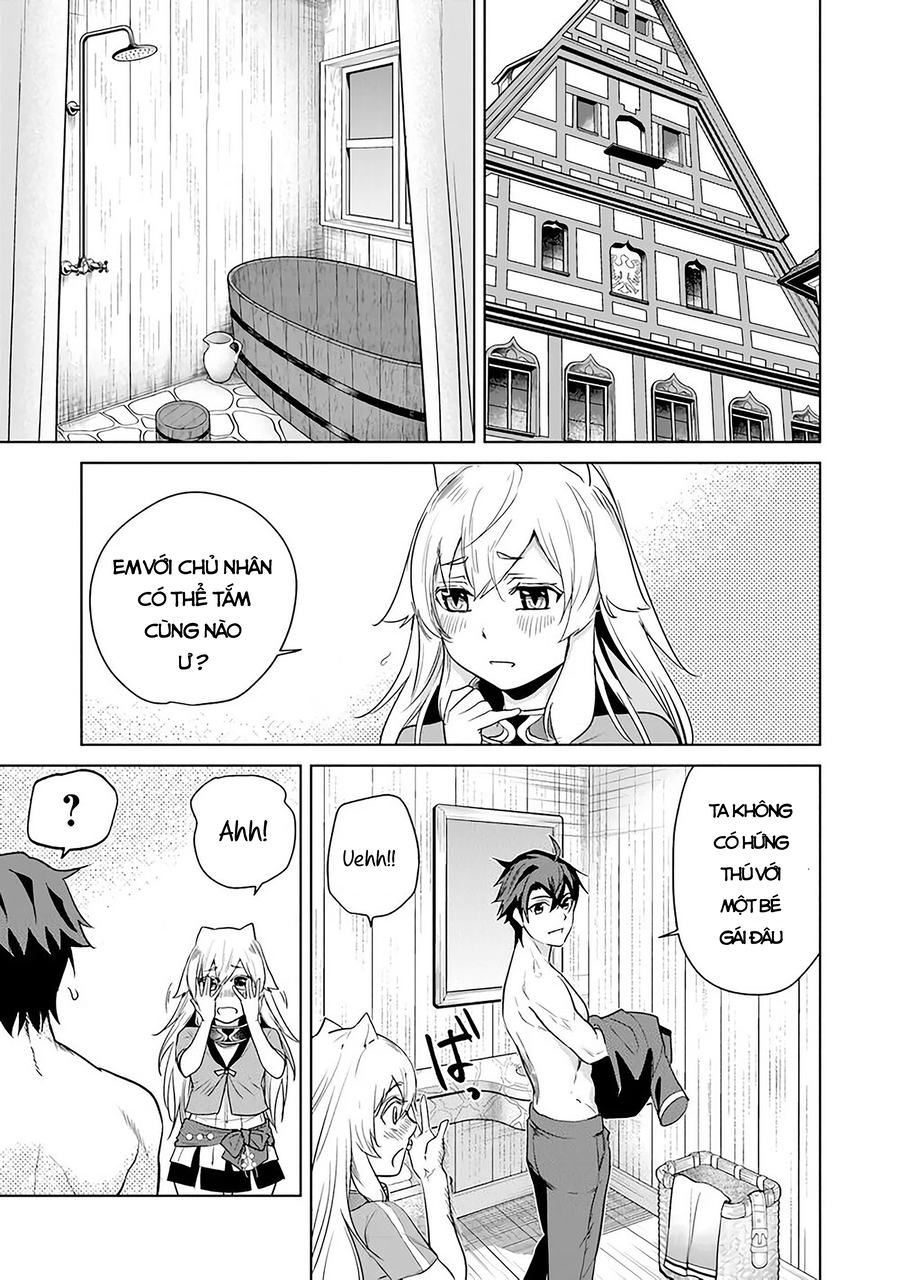 EM VỚI CHỦ NHÂN
CÓ THỂ TẮM
CÙNG NÀO
Ư?
TA KHÔNG
CÓ HỨNG
THÚ VỚI
MỘT BÉ
GÁI ĐÂU
Uehh!!
ばっ
Ahh!
?